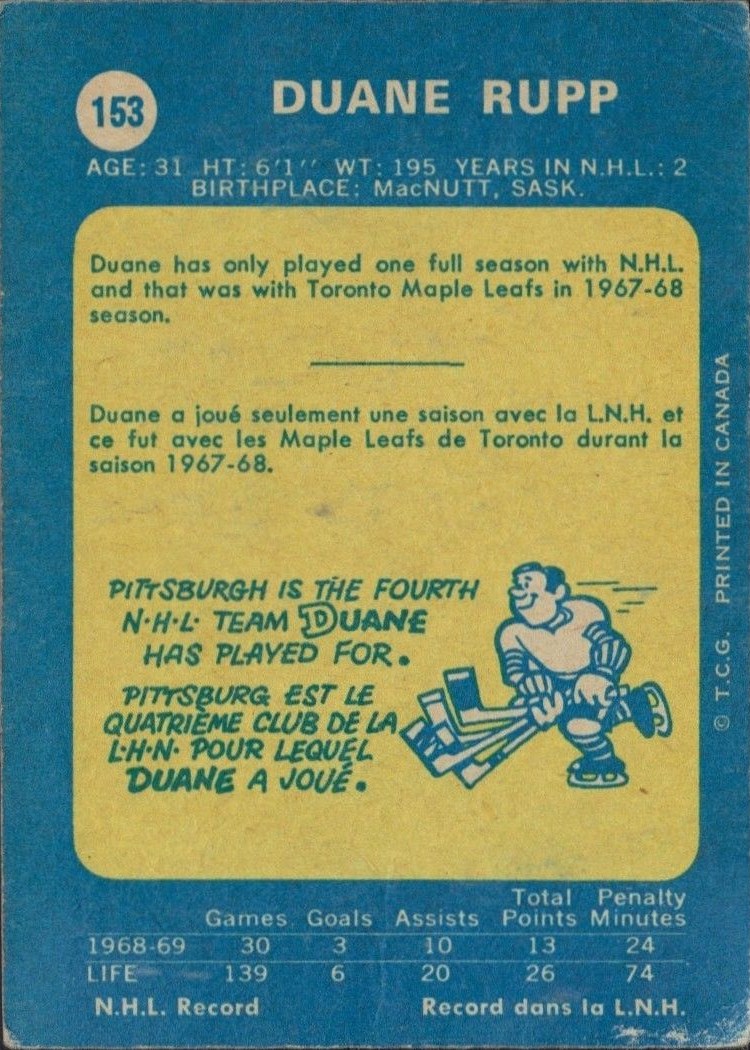 153
DUANE RUPP
AGE: 31 HT: 6'1'' WT: 195 YEARS IN N.H.L.: 2
BIRTHPLACE: MacNUTT, SASK.
Duane has only played one full season with N.H.L.
and that was with Toronto Maple Leafs in 1967-68
season.
Duane a joué seulement une saison avec la L.N.H. et
ce fut avec les Maple Leafs de Toronto durant la
saison 1967-68.
PITTSBURGH IS THE FOURTH
N·H·L· TEAM DUANE
HAS PLAYED FOR.
PITTSBURG EST LE
QUATRIÈME CLUB DE LA
L·H·N· POUR LEQUEL
DUANE A JOUÉ.
© T.C.G. PRINTED IN CANADA
Total Penalty
Games Goals Assists Points Minutes
1968-69 30 3 10 13 24
LIFE 139 6 20 26 74
N.H.L. Record Record dans la L.N.H.